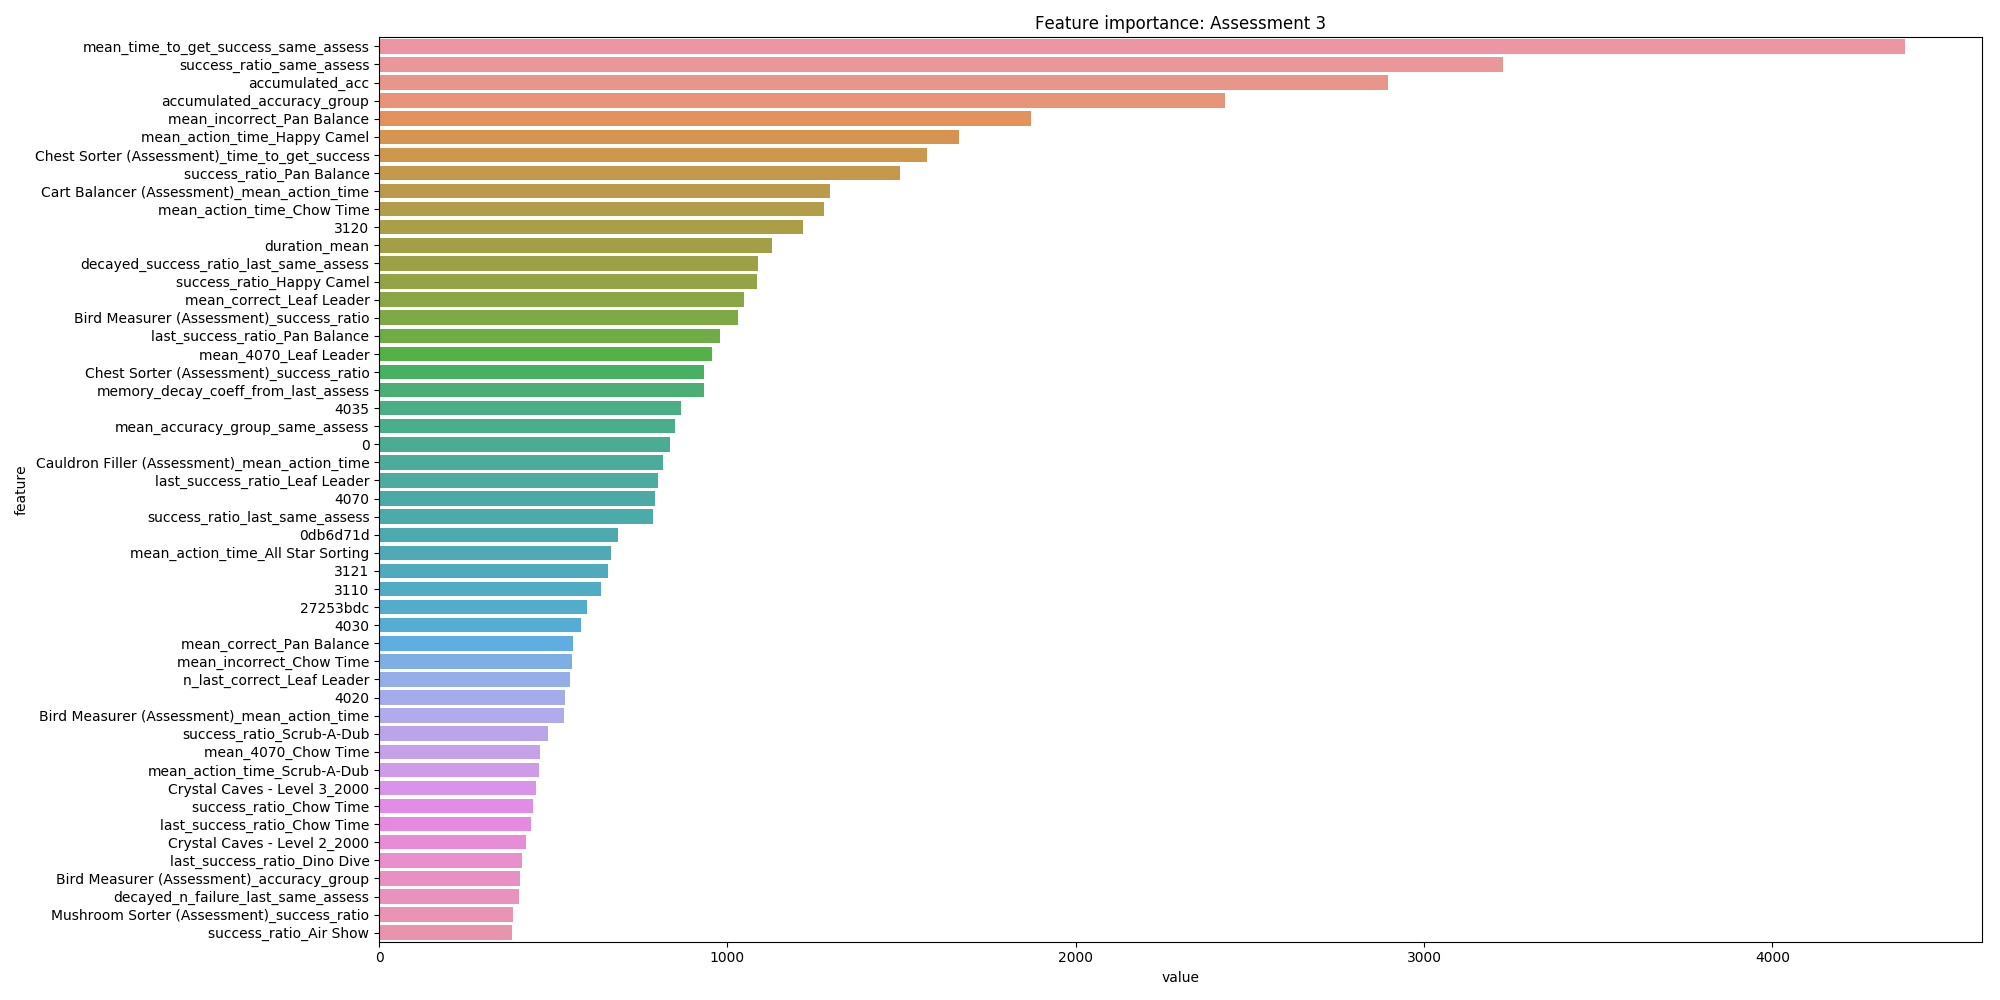 Feature importance: Assessment 3
mean_time_to_get_success_same_assess
success_ratio_same_assess
accumulated_acc
accumulated_accuracy_group
mean_incorrect_Pan Balance
mean_action_time_Happy Camel
Chest Sorter (Assessment)_time_to_get_success
success_ratio_Pan Balance
Cart Balancer (Assessment)_mean_action_time
mean_action_time_Chow Time
3120
duration_mean
decayed_success_ratio_last_same_assess
success_ratio_Happy Camel
mean_correct_Leaf Leader
Bird Measurer (Assessment)_success_ratio
last_success_ratio_Pan Balance
mean_4070_Leaf Leader
Chest Sorter (Assessment)_success_ratio
memory_decay_coeff_from_last_assess
4035
mean_accuracy_group_same_assess
0
Cauldron Filler (Assessment)_mean_action_time
last_success_ratio_Leaf Leader
4070
success_ratio_last_same_assess
0db6d71d
mean_action_time_All Star Sorting
3121
3110
27253bdc
4030
mean_correct_Pan Balance
mean_incorrect_Chow Time
n_last_correct_Leaf Leader
4020
Bird Measurer (Assessment)_mean_action_time
success_ratio_Scrub-A-Dub
mean_4070_Chow Time
mean_action_time_Scrub-A-Dub
Crystal Caves - Level 3_2000
success_ratio_Chow Time
last_success_ratio_Chow Time
Crystal Caves - Level 2_2000
last_success_ratio_Dino Dive
Bird Measurer (Assessment)_accuracy_group
decayed_n_failure_last_same_assess
Mushroom Sorter (Assessment)_success_ratio
success_ratio_Air Show
feature
0 1000 2000 3000 4000
value